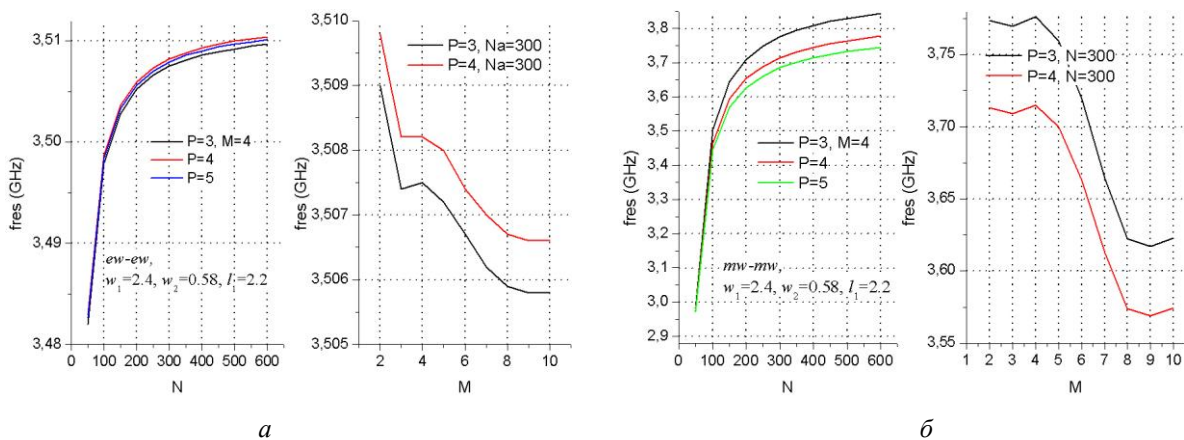 3,51
3,50
3,49
3,48
fres (GHz)
P=3, M=4
P=4
P=5
ew-ew,
w₁=2.4, w₂=0.58, l₁=2.2
0 100 200 300 400 500 600
N
3,510
3,509
3,508
3,507
3,506
3,505
fres (GHz)
P=3, Na=300
P=4, Na=300
2 4 6 8 10
M
а
3,8
3,7
3,6
3,5
3,4
3,3
3,2
3,1
3,0
2,9
fres (GHz)
P=3, M=4
P=4
P=5
mw-mw,
w₁=2.4, w₂=0.58, l₁=2.2
0 100 200 300 400 500 600
N
3,75
3,70
3,65
3,60
3,55
fres (GHz)
P=3, N=300
P=4, N=300
1 2 3 4 5 6 7 8 9 10
M
б